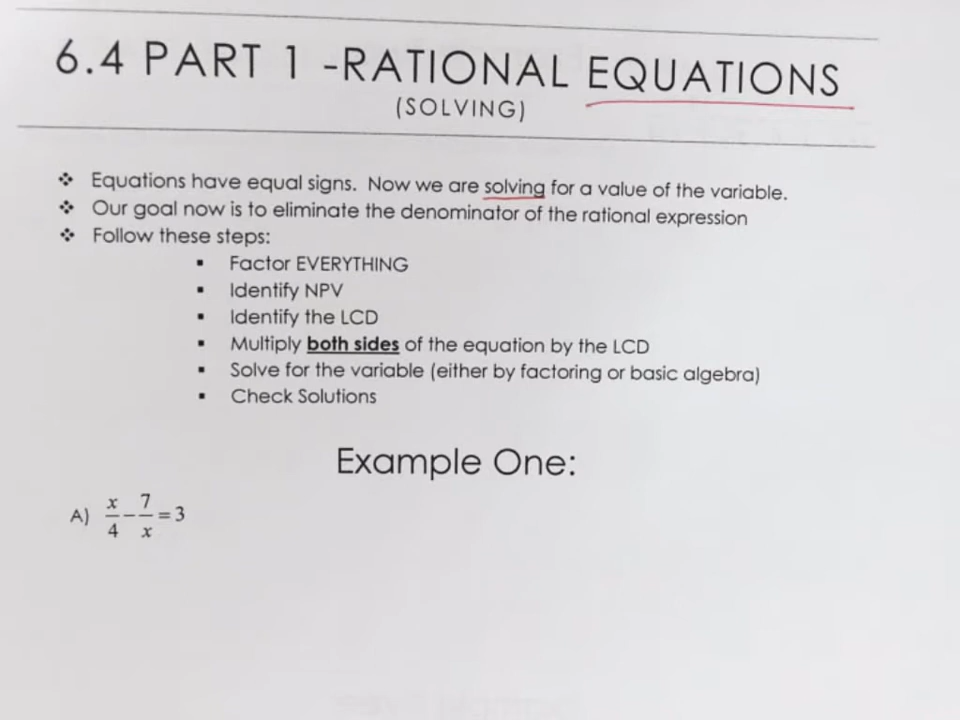 6.4 PART 1 -RATIONAL EQUATIONS
(SOLVING)
❖ Equations have equal signs. Now we are solving for a value of the variable.
❖ Our goal now is to eliminate the denominator of the rational expression
❖ Follow these steps:
▪ Factor EVERYTHING
▪ Identify NPV
▪ Identify the LCD
▪ Multiply both sides of the equation by the LCD
▪ Solve for the variable (either by factoring or basic algebra)
▪ Check Solutions
Example One:
A) x/4 - 7/x = 3